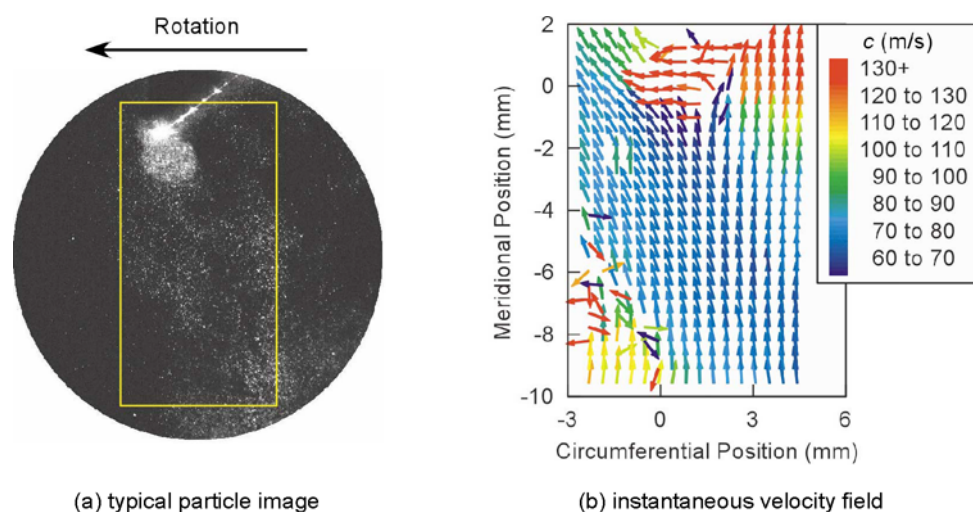 Rotation
(a) typical particle image
2
0
-2
-4
-6
-8
-10
Meridional Position (mm)
-3 0 3 6
Circumferential Position (mm)
c (m/s)
130+
120 to 130
110 to 120
100 to 110
90 to 100
80 to 90
70 to 80
60 to 70
(b) instantaneous velocity field